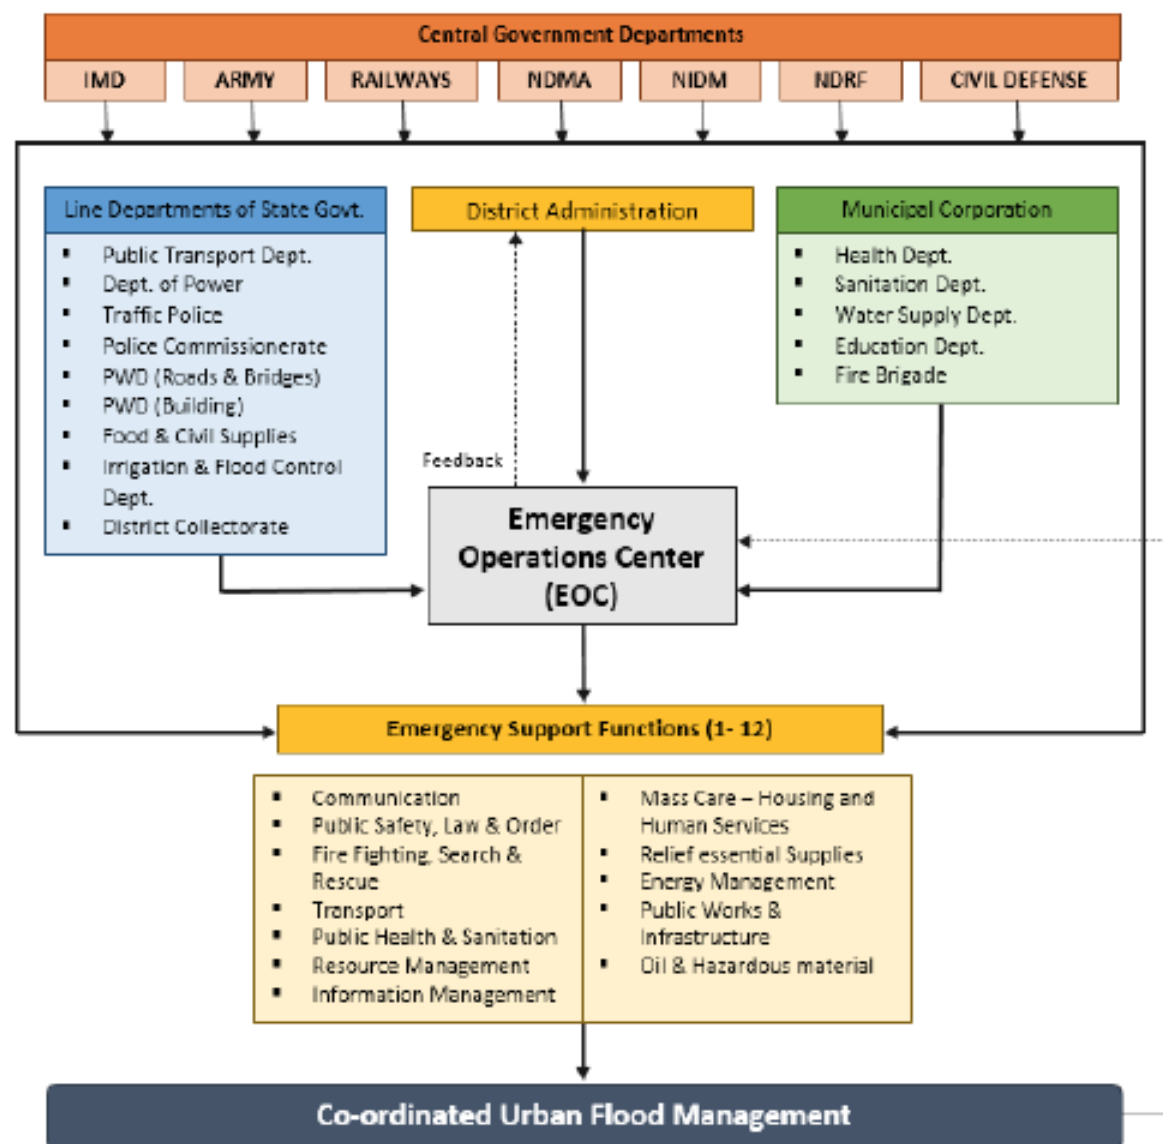 Central Government Departments
IMD
ARMY
RAILWAYS
NDMA
NIDM
NDRF
CIVIL DEFENSE
Line Departments of State Govt.
▪ Public Transport Dept.
▪ Dept. of Power
▪ Traffic Police
▪ Police Commissionerate
▪ PWD (Roads & Bridges)
▪ PWD (Building)
▪ Food & Civil Supplies
▪ Irrigation & Flood Control
Dept.
▪ District Collectorate
District Administration
Municipal Corporation
▪ Health Dept.
▪ Sanitation Dept.
▪ Water Supply Dept.
▪ Education Dept.
▪ Fire Brigade
Feedback
Emergency
Operations Center
(EOC)
Emergency Support Functions (1- 12)
▪ Communication
▪ Public Safety, Law & Order
▪ Fire Fighting, Search &
Rescue
▪ Transport
▪ Public Health & Sanitation
▪ Resource Management
▪ Information Management
▪ Mass Care – Housing and
Human Services
▪ Relief essential Supplies
▪ Energy Management
▪ Public Works &
Infrastructure
▪ Oil & Hazardous material
Co-ordinated Urban Flood Management